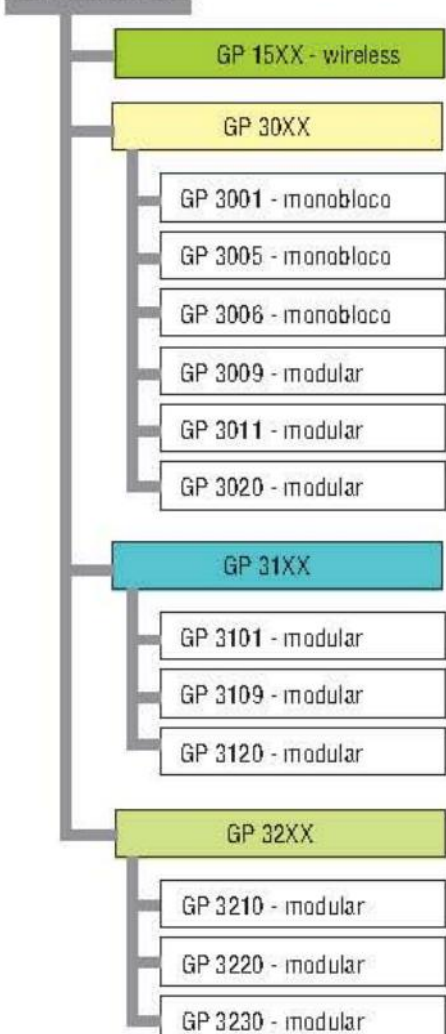 GP 15XX - wireless
GP 30XX
GP 3001 - monobloco
GP 3005 - monobloco
GP 3006 - monobloco
GP 3009 - modular
GP 3011 - modular
GP 3020 - modular
GP 31XX
GP 3101 - modular
GP 3109 - modular
GP 3120 - modular
GP 32XX
GP 3210 - modular
GP 3220 - modular
GP 3230 - modular